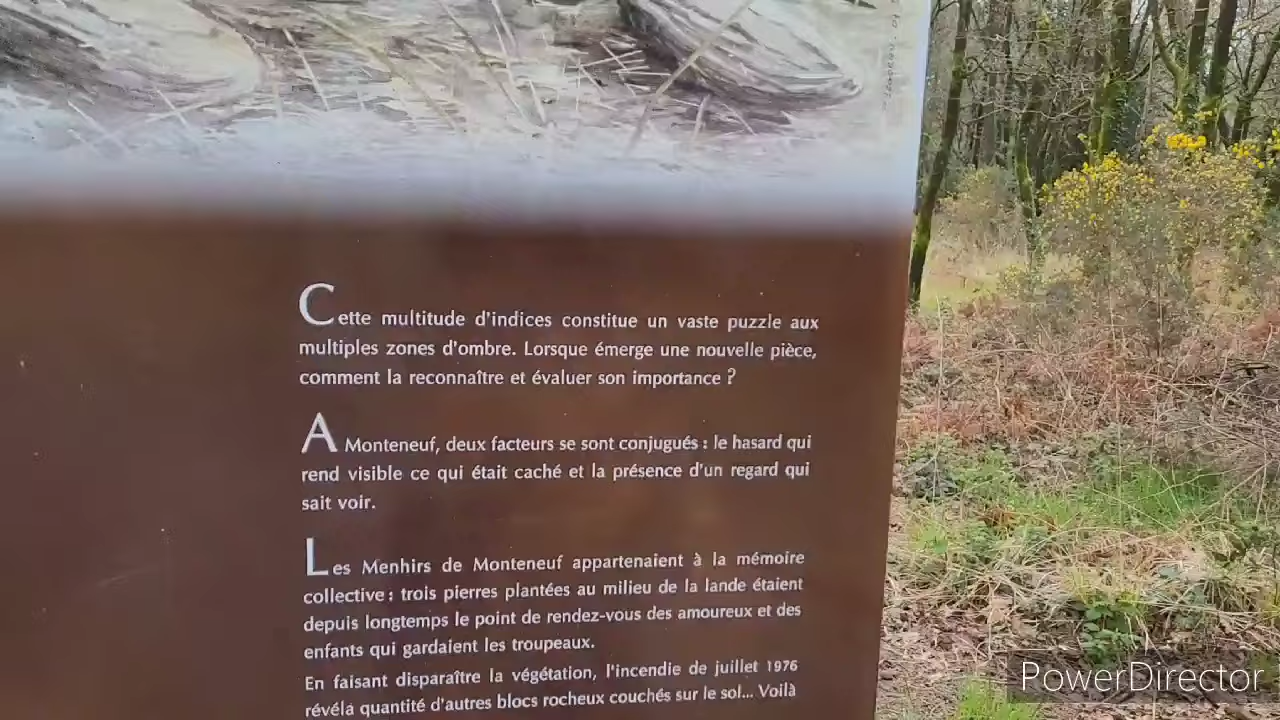 Cette multitude d'indices constitue un vaste puzzle aux
multiples zones d'ombre. Lorsque émerge une nouvelle pièce,
comment la reconnaître et évaluer son importance ?
A Monteneuf, deux facteurs se sont conjugués : le hasard qui
rend visible ce qui était caché et la présence d'un regard qui
sait voir.
Les Menhirs de Monteneuf appartenaient à la mémoire
collective : trois pierres plantées au milieu de la lande étaient
depuis longtemps le point de rendez-vous des amoureux et des
enfants qui gardaient les troupeaux.
En faisant disparaître la végétation, l'incendie de juillet 1976
révéla quantité d'autres blocs rocheux couchés sur le sol... Voilà
PowerDirector